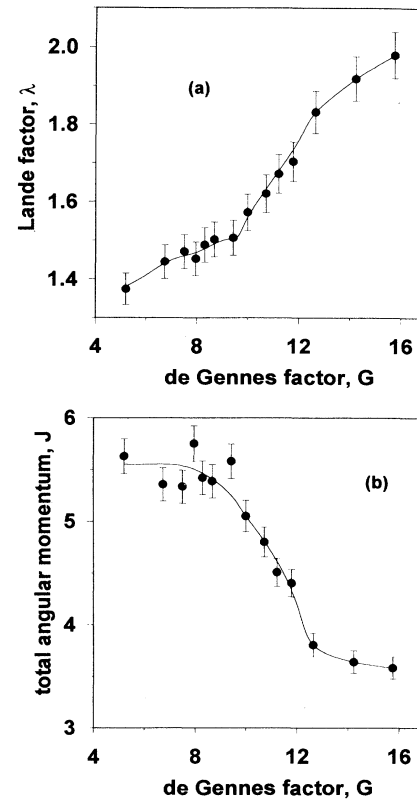 2.0
(a)
1.8
Lande factor, λ
1.6
1.4
4 8 12 16
de Gennes factor, G
6
(b)
5
total angular momentum, J
4
3
4 8 12 16
de Gennes factor, G